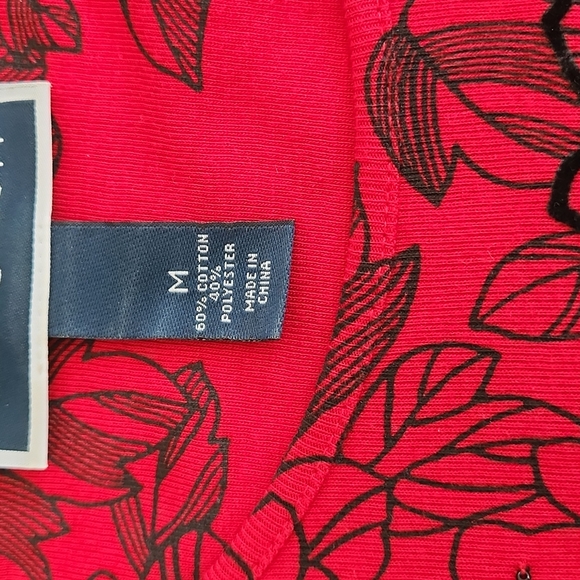 M
60% COTTON
40%
POLYESTER
MADE IN
CHINA